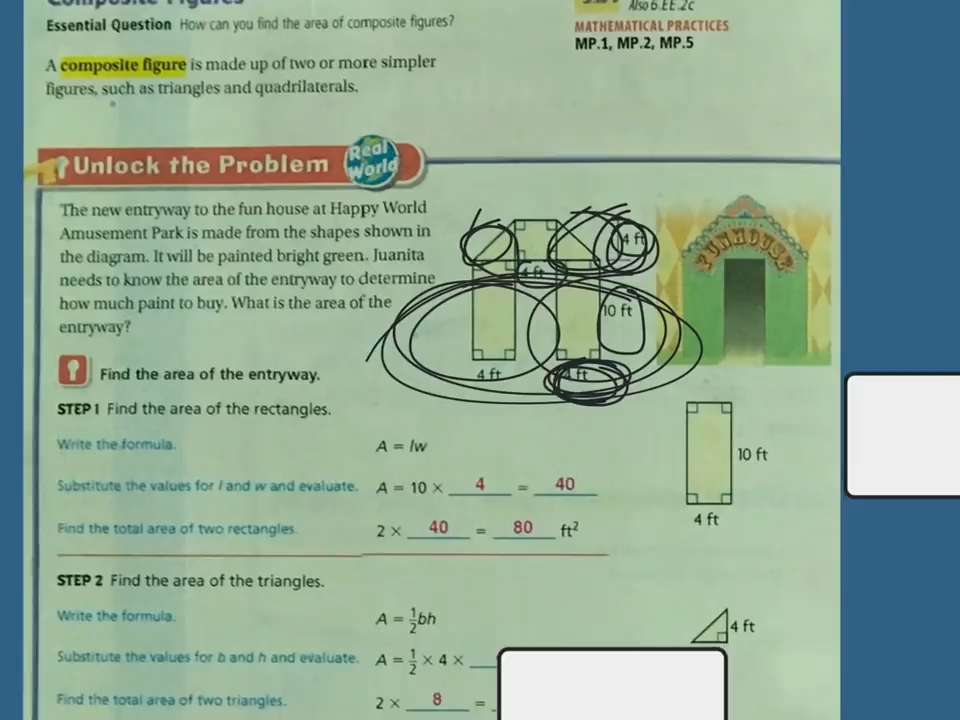 Composite Figures
Also 6.EE.2c
Essential Question How can you find the area of composite figures?
MATHEMATICAL PRACTICES
MP.1, MP.2, MP.5
A composite figure is made up of two or more simpler
figures, such as triangles and quadrilaterals.
Unlock the Problem
Real World
The new entryway to the fun house at Happy World
Amusement Park is made from the shapes shown in
the diagram. It will be painted bright green. Juanita
needs to know the area of the entryway to determine
how much paint to buy. What is the area of the
entryway?
4 ft
4 ft
10 ft
4 ft
4 ft
FUNHOUSE
Find the area of the entryway.
STEP 1 Find the area of the rectangles.
Write the formula. A = lw
Substitute the values for l and w and evaluate. A = 10 × 4 = 40
Find the total area of two rectangles. 2 × 40 = 80 ft²
10 ft
4 ft
STEP 2 Find the area of the triangles.
Write the formula. A = 1/2 bh
4 ft
Substitute the values for b and h and evaluate. A = 1/2 × 4 ×
Find the total area of two triangles. 2 × 8 =